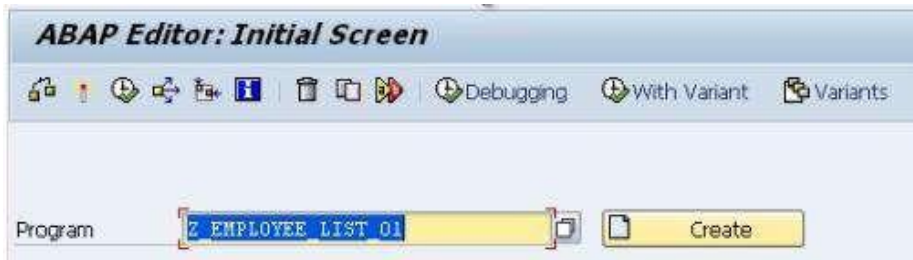 ABAP Editor: Initial Screen
Debugging With Variant Variants
Program Z_EMPLOYEE_LIST_01 Create